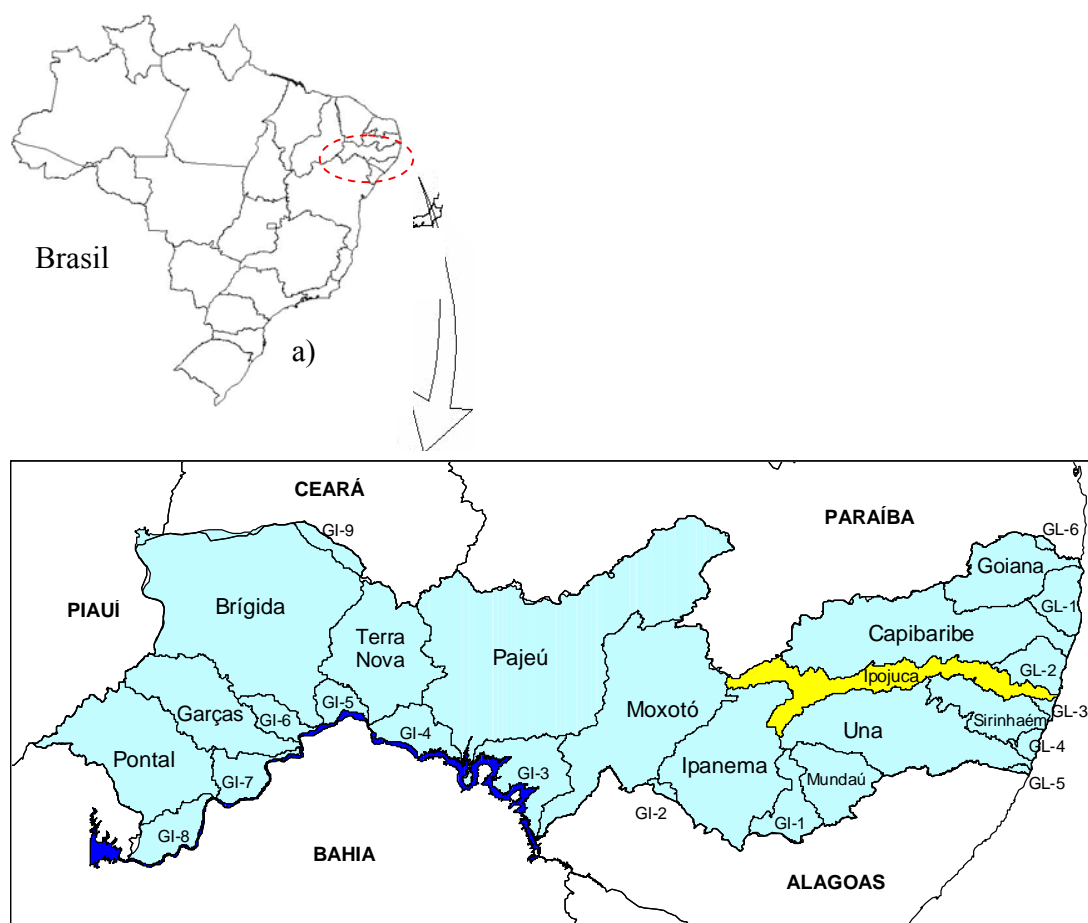 Brasil
a)
CEARÁ
PARAÍBA
GI-9
GL-6
Goiana
PIAUÍ
Brígida
GL-1
Terra
Nova
Pajeú
Capibaribe
GL-2
Ipojuca
Garças
GI-5
GI-6
GI-4
Moxotó
Una
Sirinhaém
GL-3
Pontal
GI-7
GI-3
Ipanema
Mundaú
GL-4
GL-5
GI-2
GI-1
GI-8
BAHIA
ALAGOAS